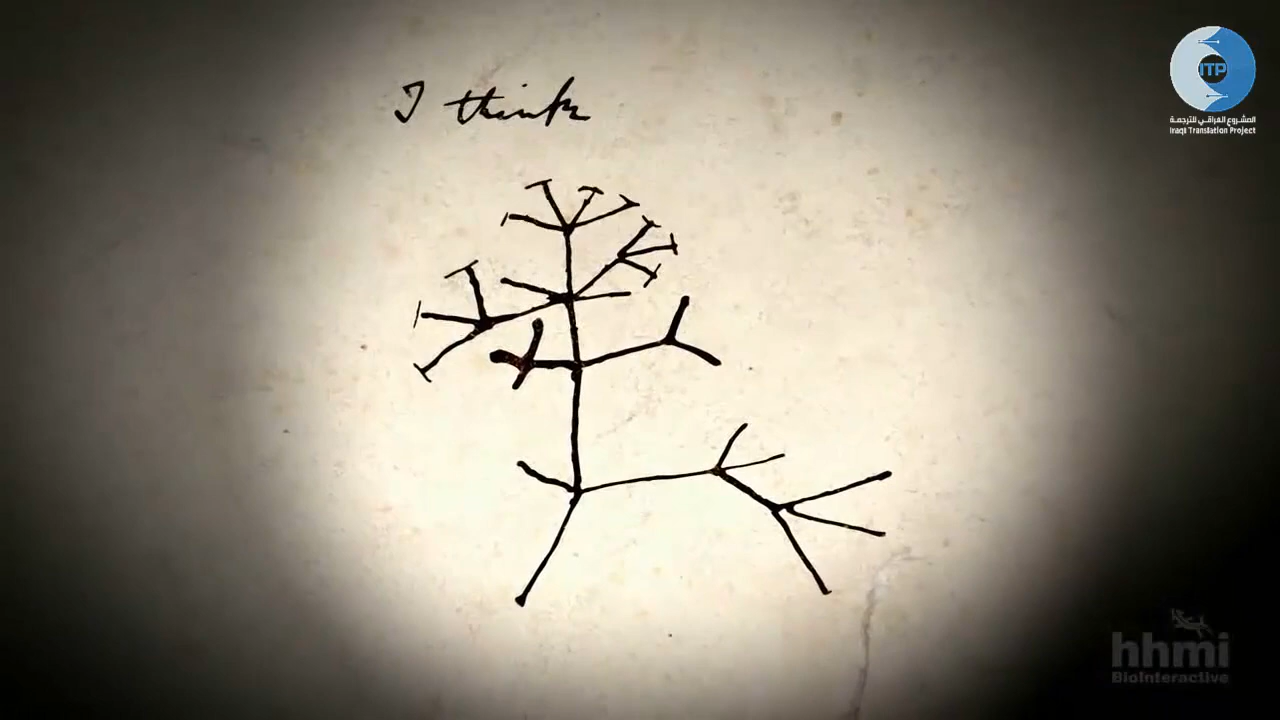 I think
ITP
المشروع العراقي للترجمة
Iraqi Translation Project
hhmi
BioInteractive